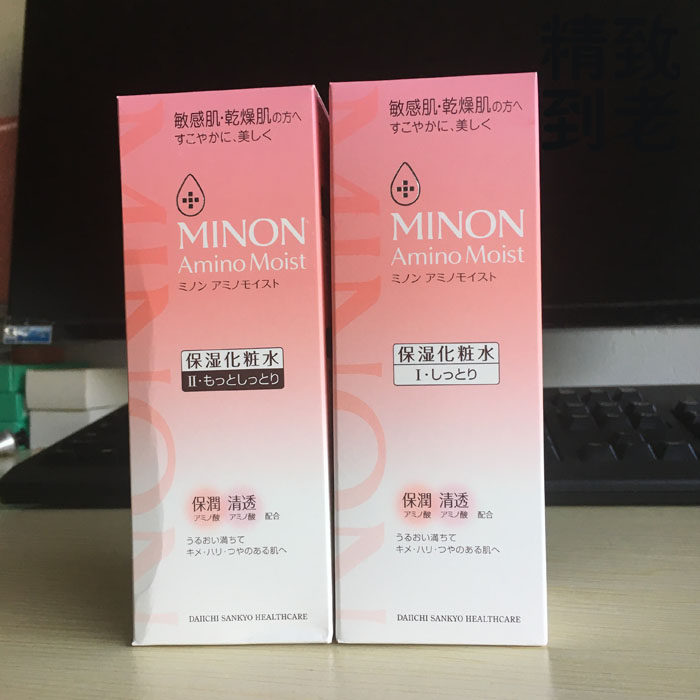 精致
到老
敏感肌・乾燥肌の方へ
すこやかに、美しく
MINON
Amino Moist
ミノン アミノモイスト
保湿化粧水
II・もっとしっとり
保潤 清透
アミノ酸 アミノ酸 配合
うるおい満ちて
キメ・ハリ・つやのある肌へ
DAIICHI SANKYO HEALTHCARE
MINON
敏感肌・乾燥肌の方へ
すこやかに、美しく
MINON
Amino Moist
ミノン アミノモイスト
保湿化粧水
I・しっとり
保潤 清透
アミノ酸 アミノ酸 配合
うるおい満ちて
キメ・ハリ・つやのある肌へ
DAIICHI SANKYO HEALTHCARE
MINON